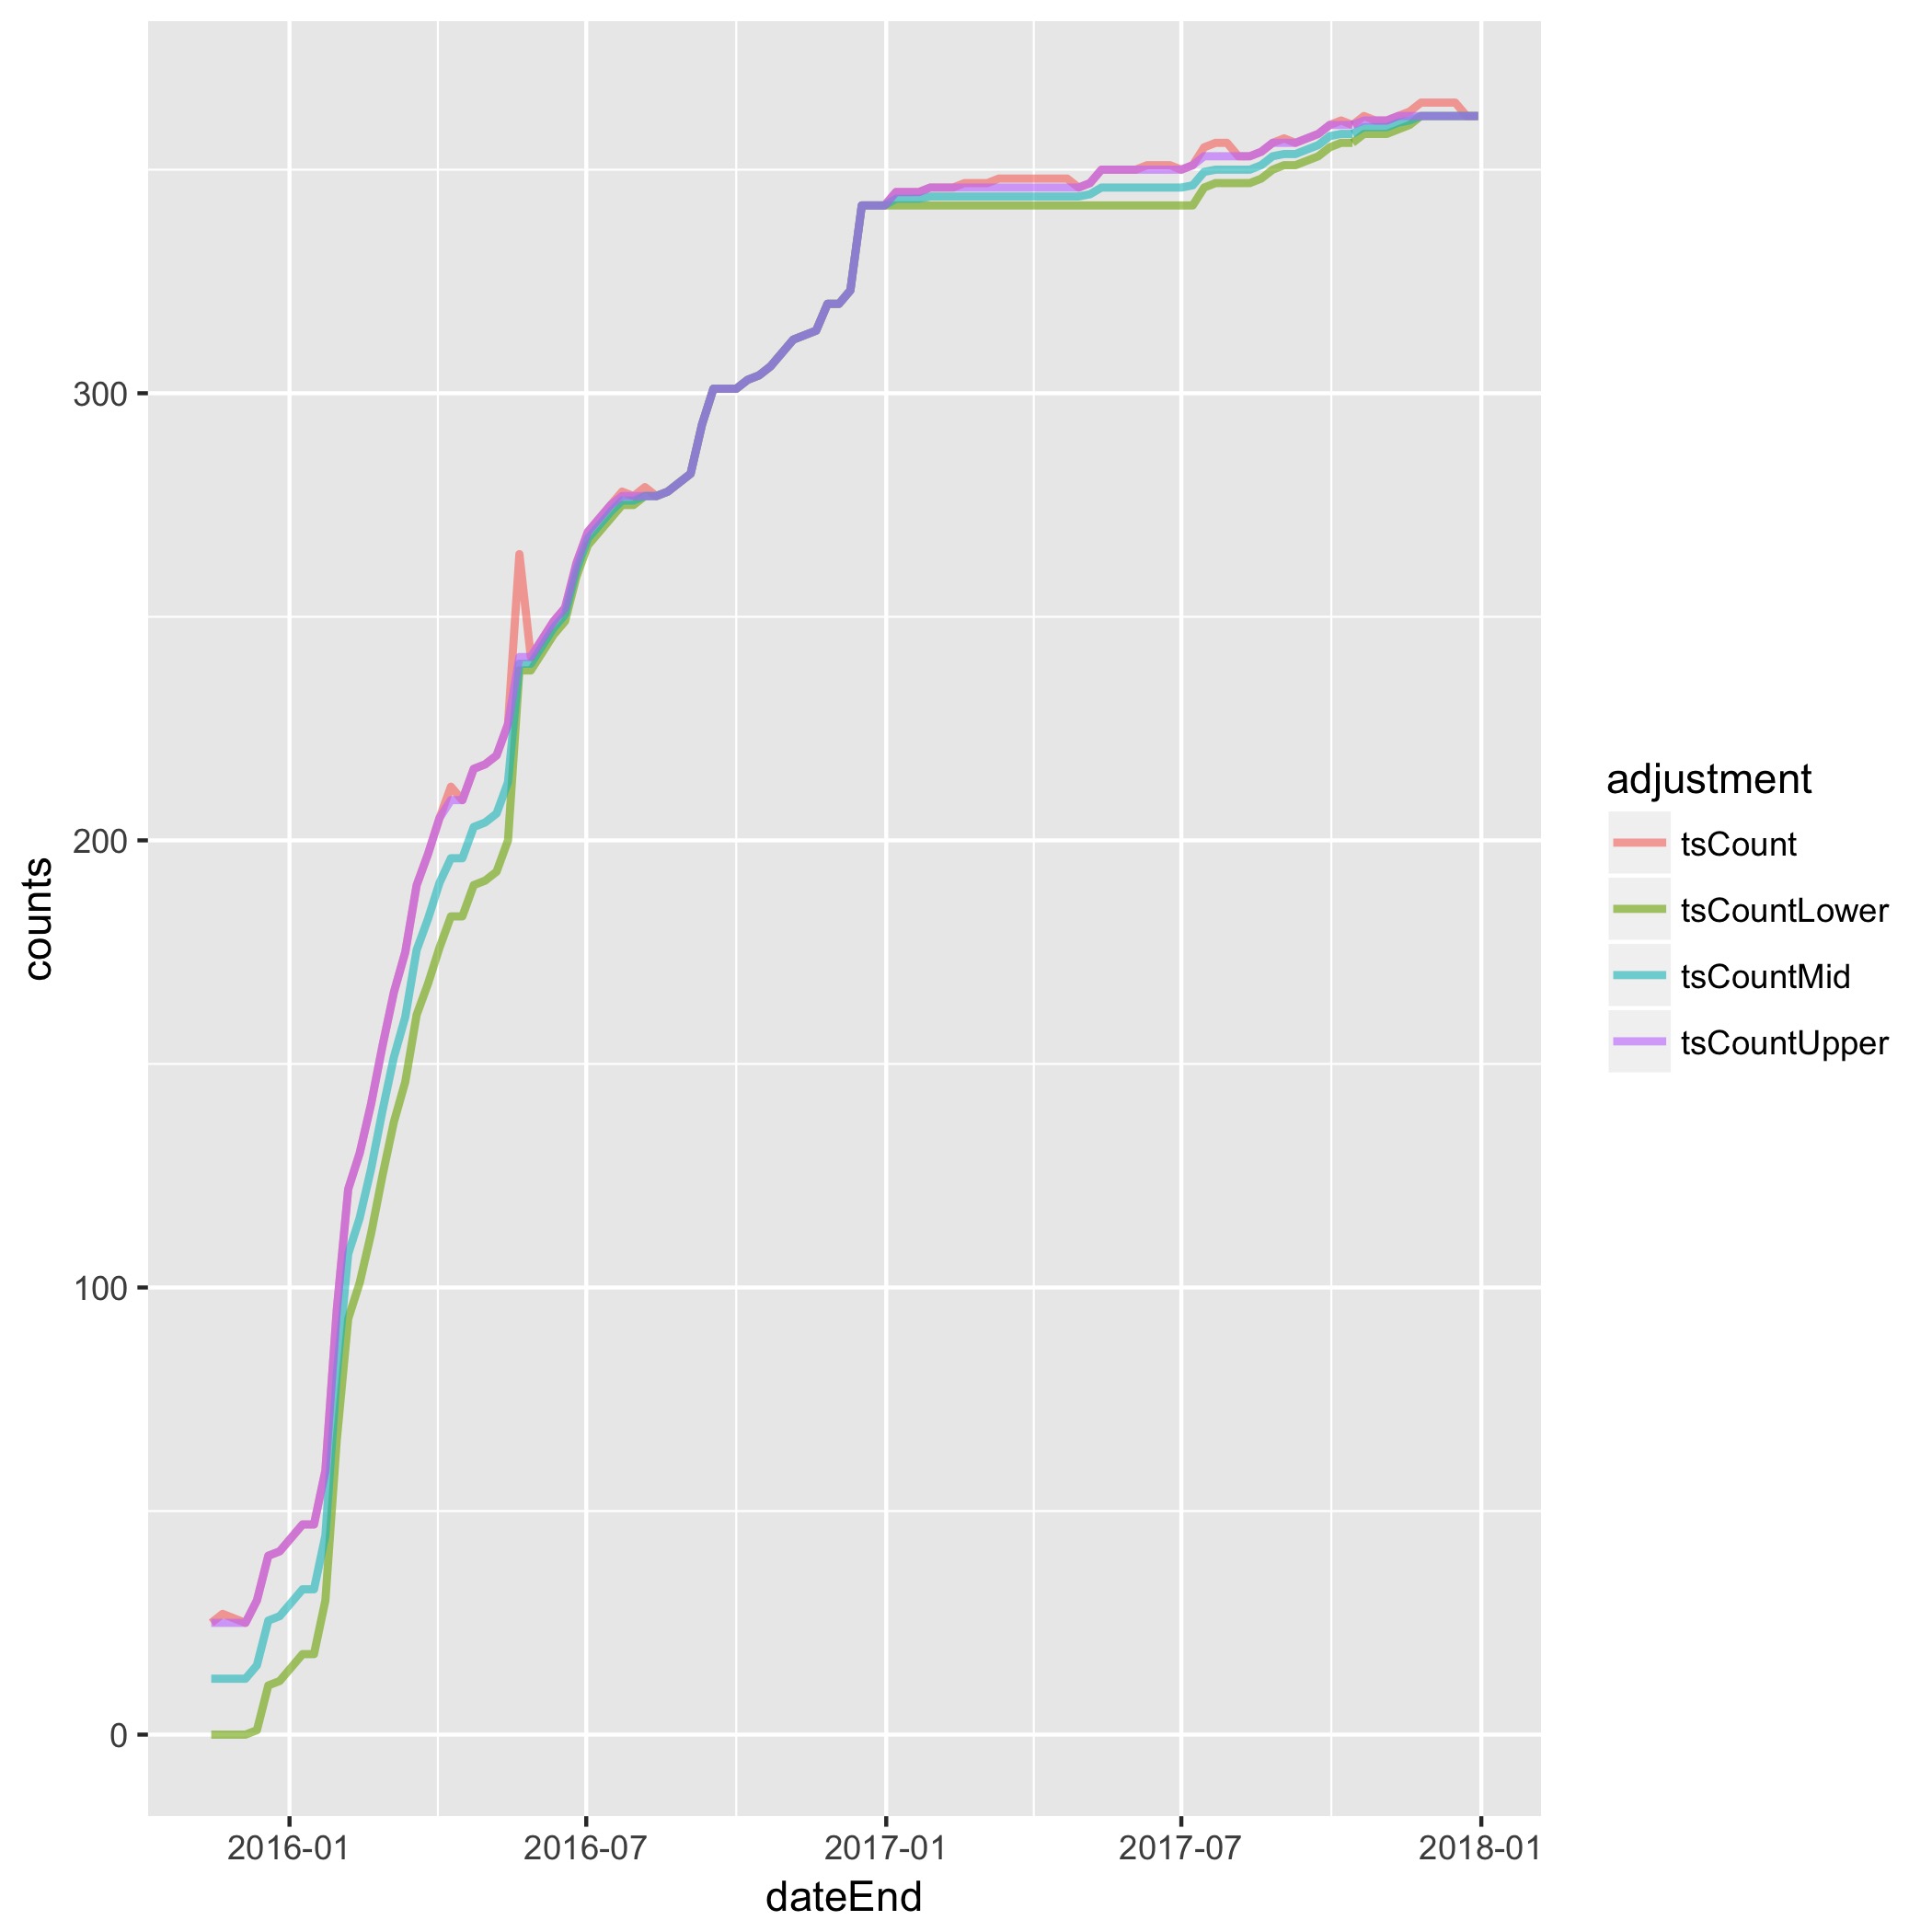 counts
300
200
100
0
2016-01
2016-07
2017-01
2017-07
2018-01
dateEnd
adjustment
tsCount
tsCountLower
tsCountMid
tsCountUpper